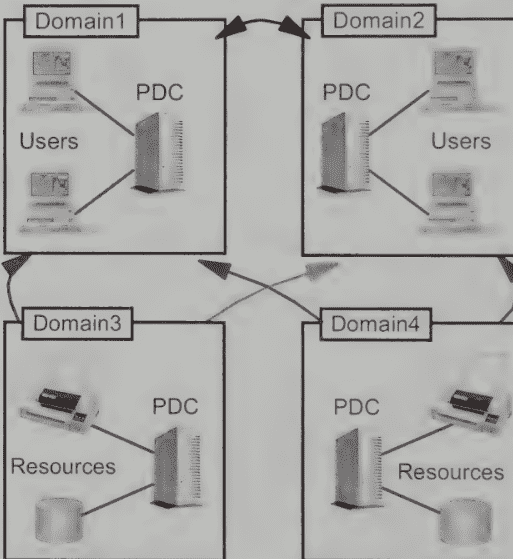 Domain1
Domain2
PDC
PDC
Users
Users
Domain3
Domain4
PDC
PDC
Resources
Resources